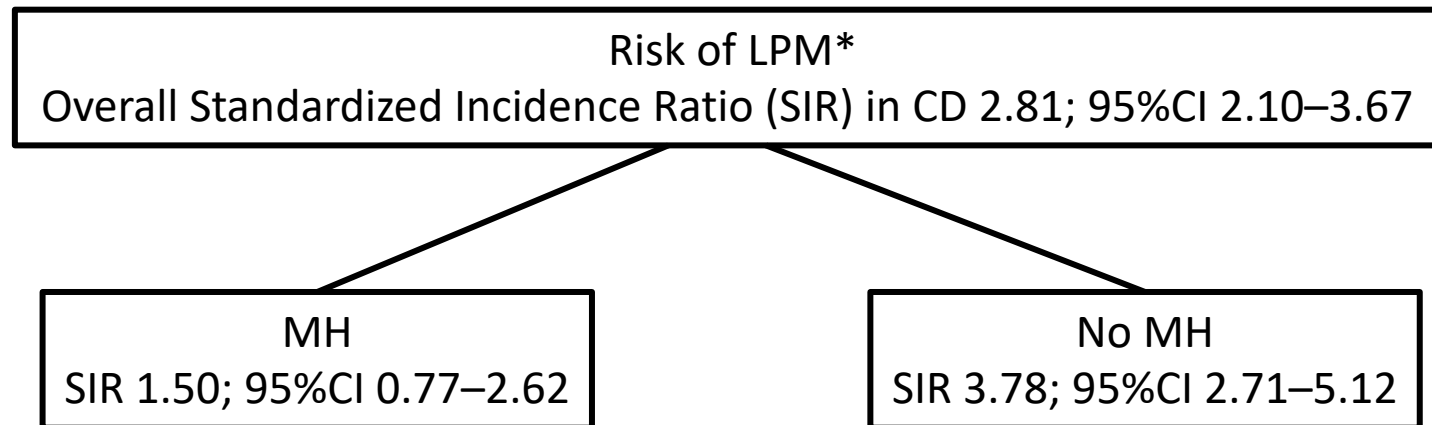 Risk of LPM*
Overall Standardized Incidence Ratio (SIR) in CD 2.81; 95%CI 2.10–3.67
MH
SIR 1.50; 95%CI 0.77–2.62
No MH
SIR 3.78; 95%CI 2.71–5.12